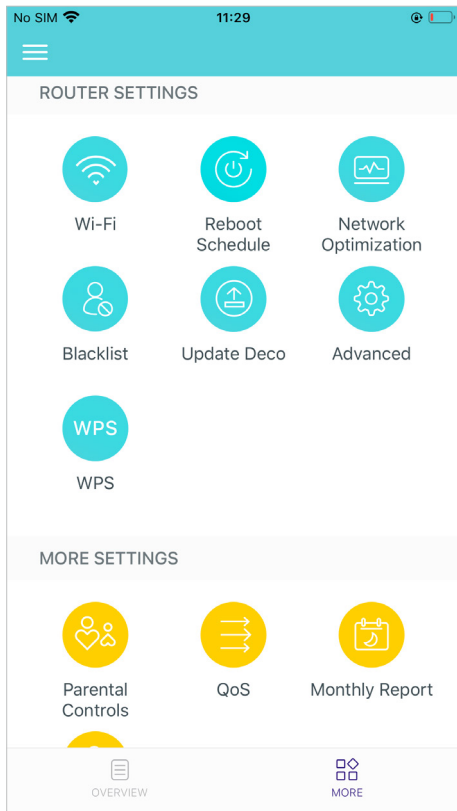 No SIM 11:29
ROUTER SETTINGS
Wi-Fi
Reboot
Schedule
Network
Optimization
Blacklist
Update Deco
Advanced
WPS
WPS
MORE SETTINGS
Parental
Controls
QoS
Monthly Report
OVERVIEW
MORE